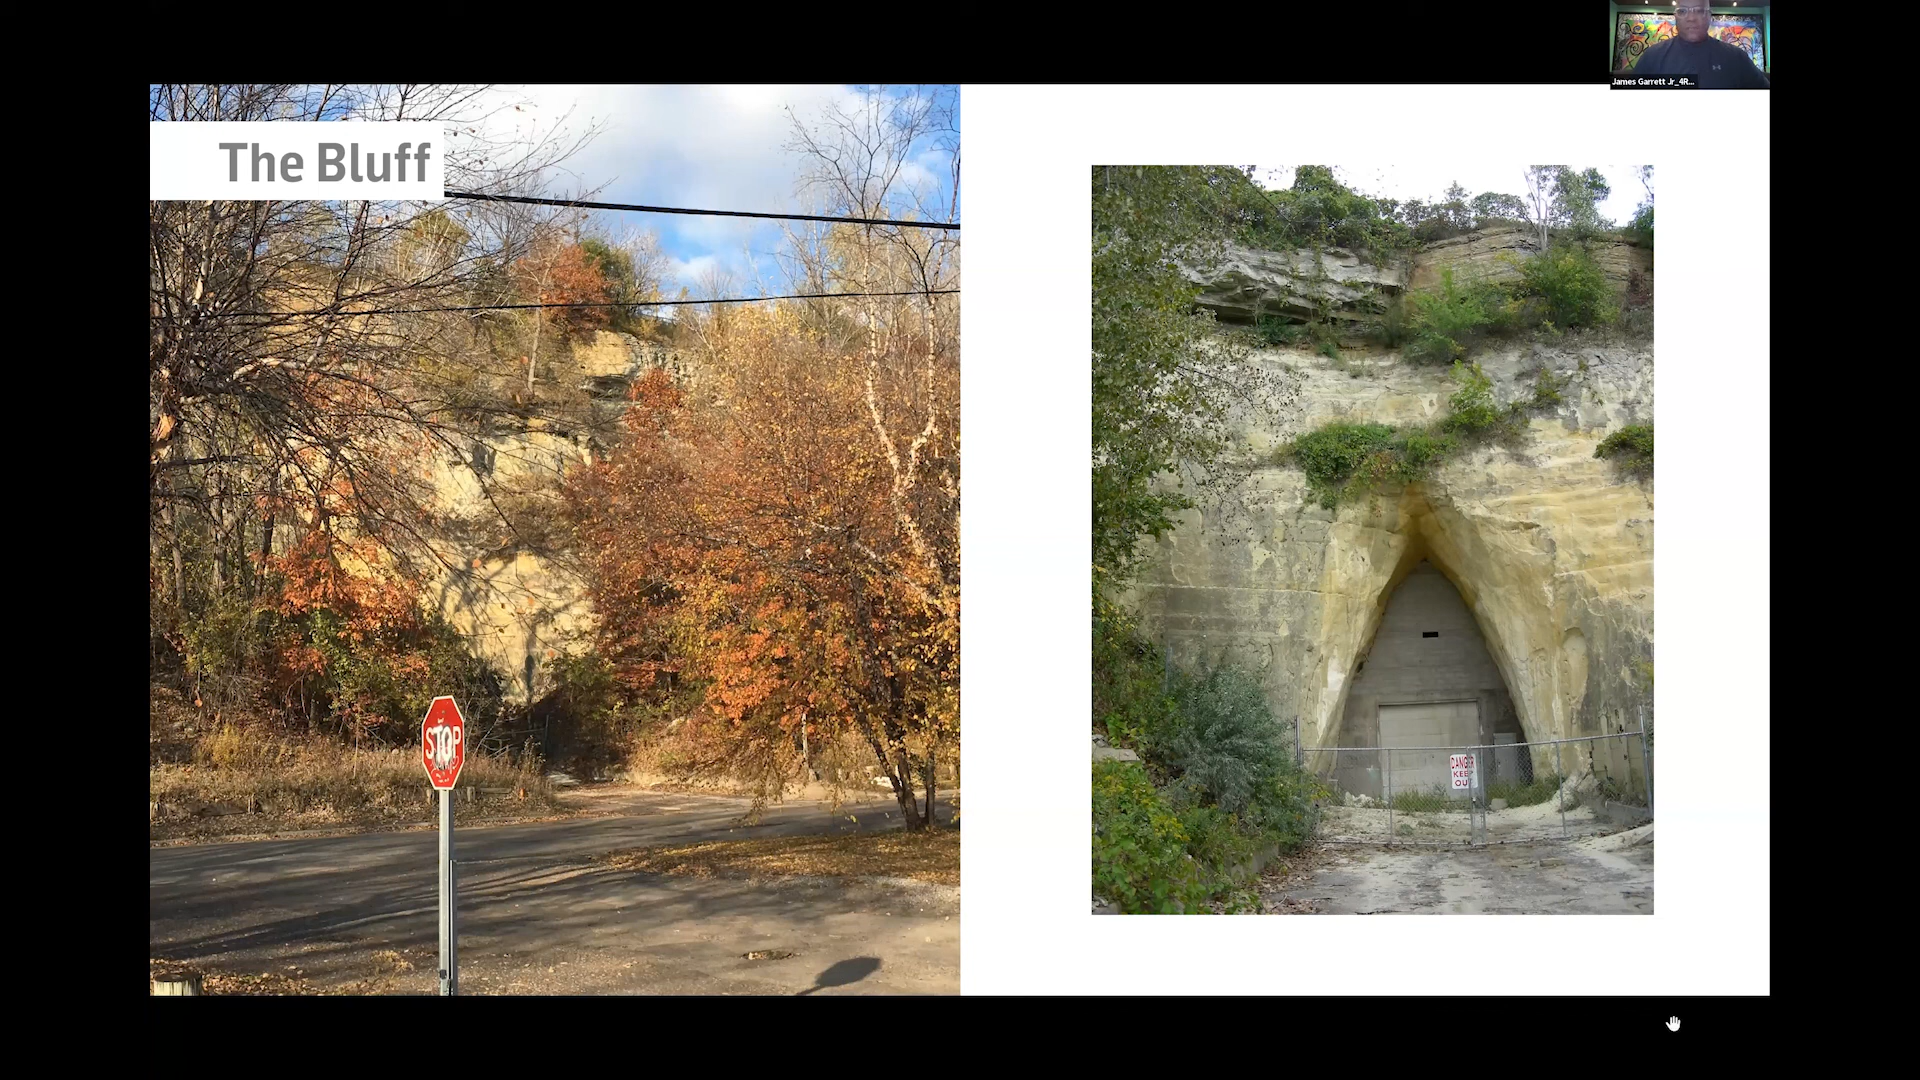 James Garrett Jr_4R...
The Bluff
STOP
DANGER
KEEP
OUT